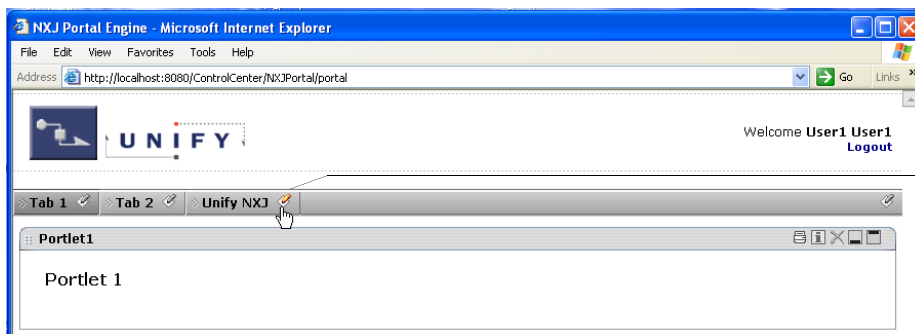 NXJ Portal Engine - Microsoft Internet Explorer
File Edit View Favorites Tools Help
Address http://localhost:8080/ControlCenter/NXJPortal/portal Go Links »
UNIFY
Welcome User1 User1
Logout
Tab 1 Tab 2 Unify NXJ
Portlet1
Portlet 1